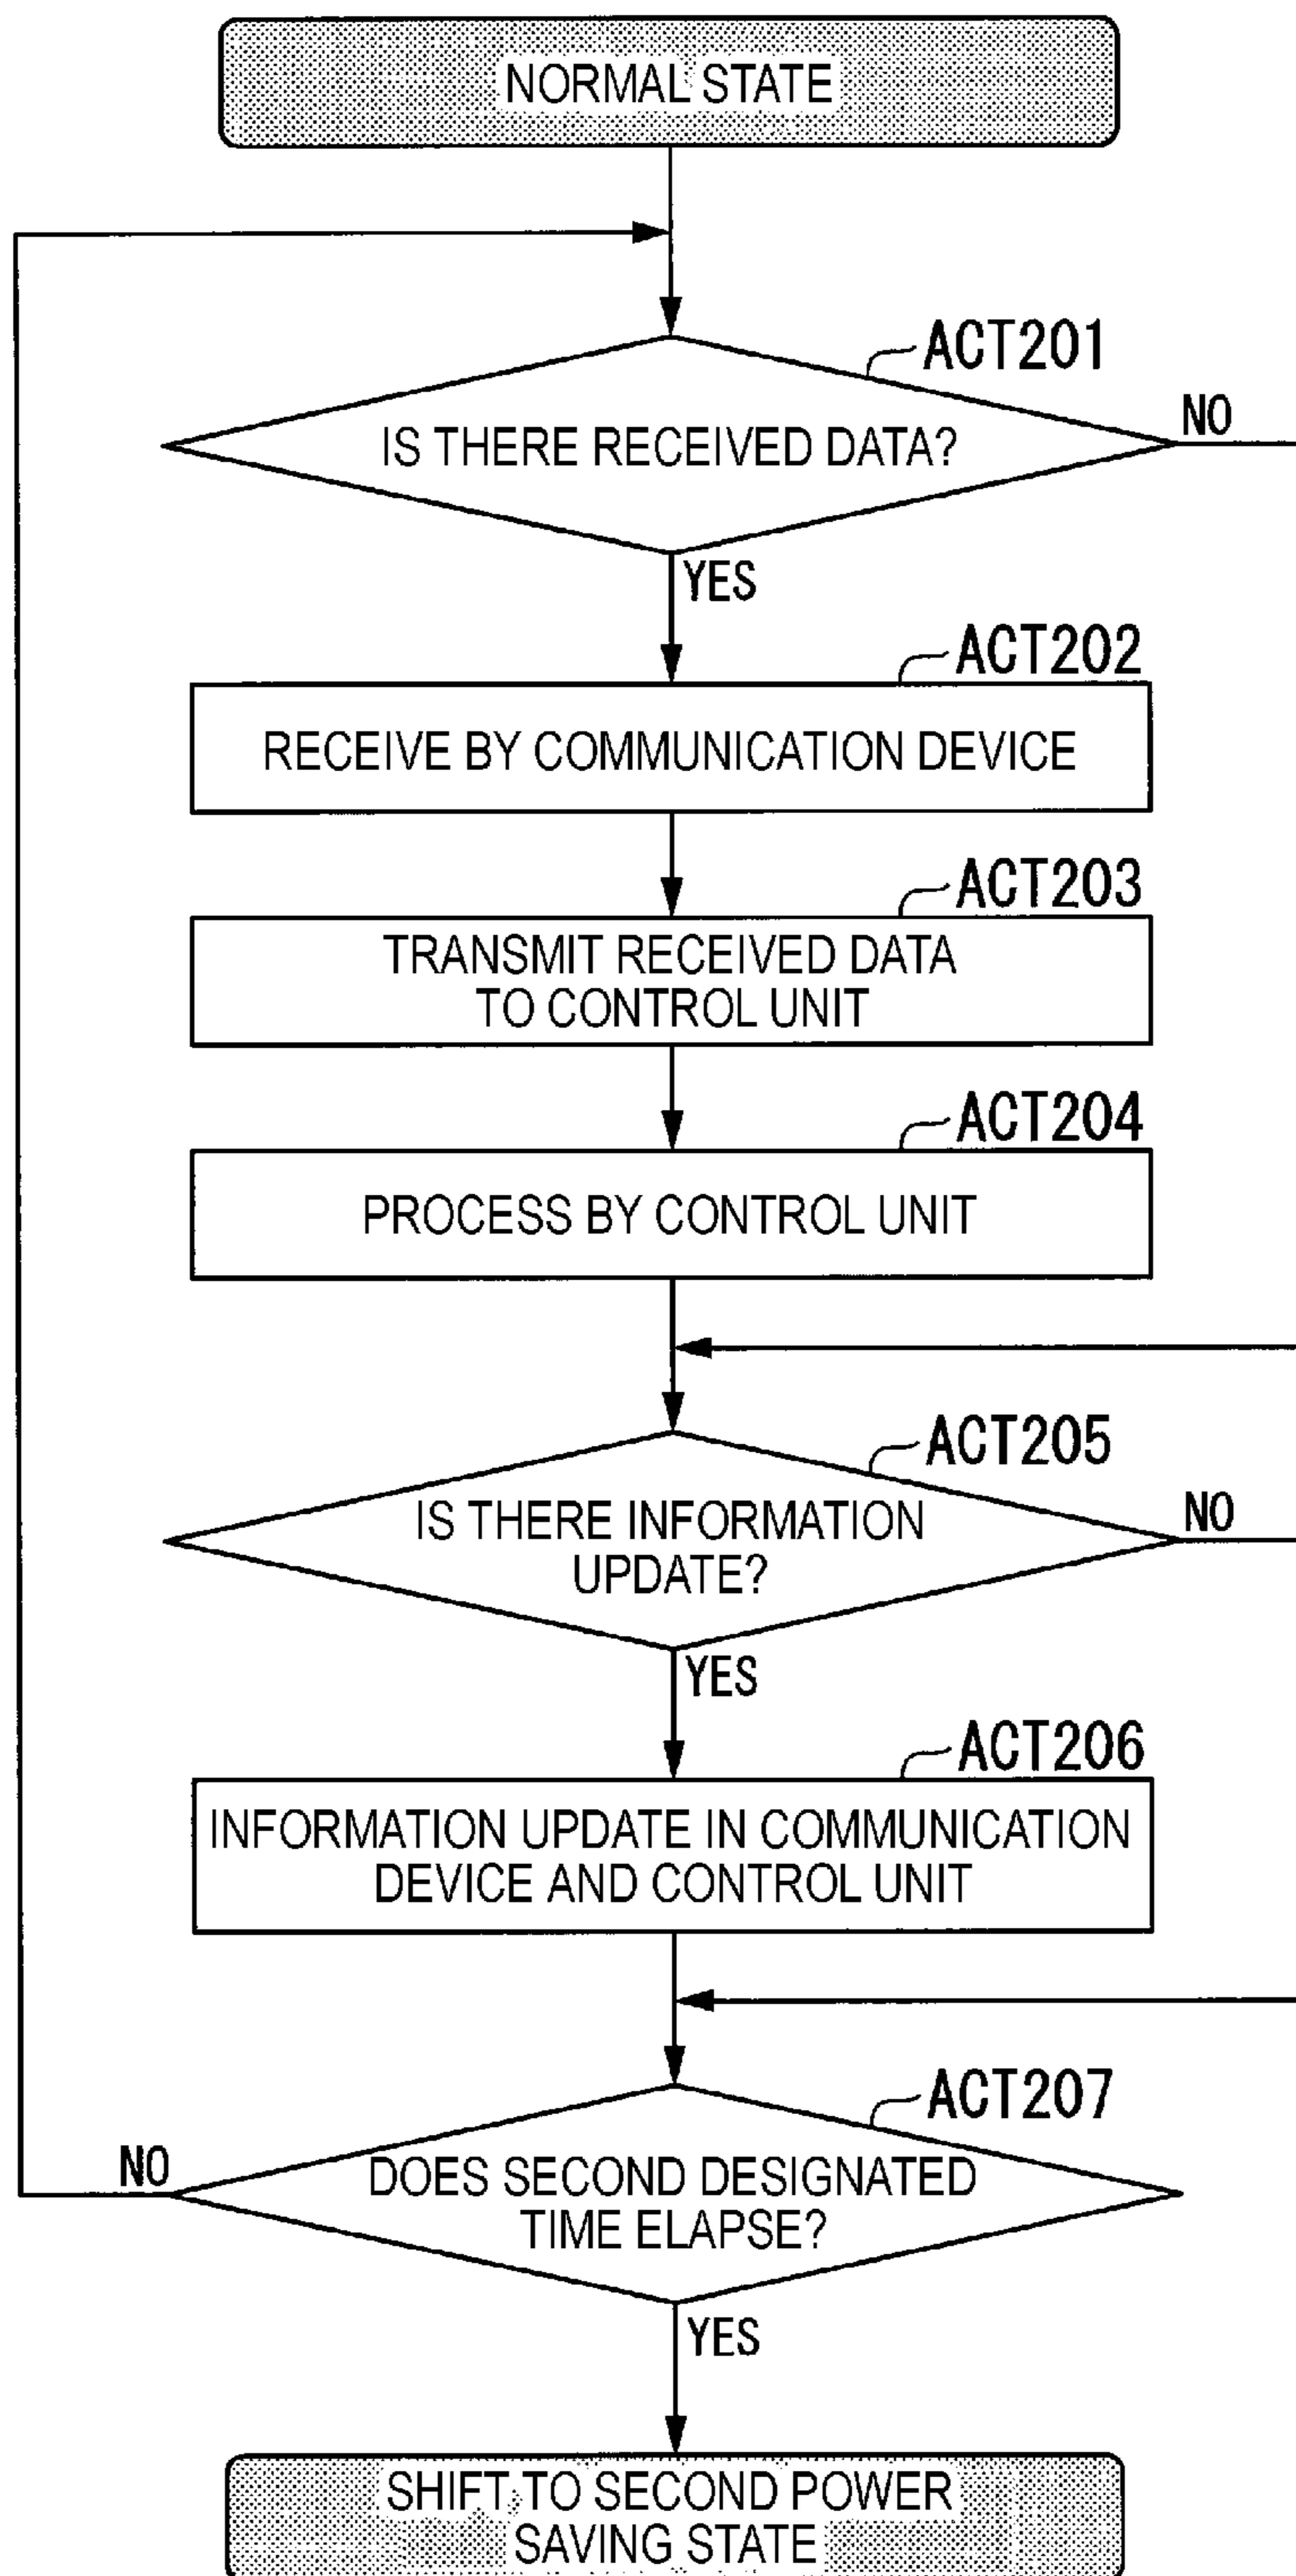 NORMAL STATE
ACT201
IS THERE RECEIVED DATA?
NO
YES
ACT202
RECEIVE BY COMMUNICATION DEVICE
ACT203
TRANSMIT RECEIVED DATA
TO CONTROL UNIT
ACT204
PROCESS BY CONTROL UNIT
ACT205
IS THERE INFORMATION
UPDATE?
NO
YES
ACT206
INFORMATION UPDATE IN COMMUNICATION
DEVICE AND CONTROL UNIT
ACT207
DOES SECOND DESIGNATED
TIME ELAPSE?
NO
YES
SHIFT TO SECOND POWER
SAVING STATE